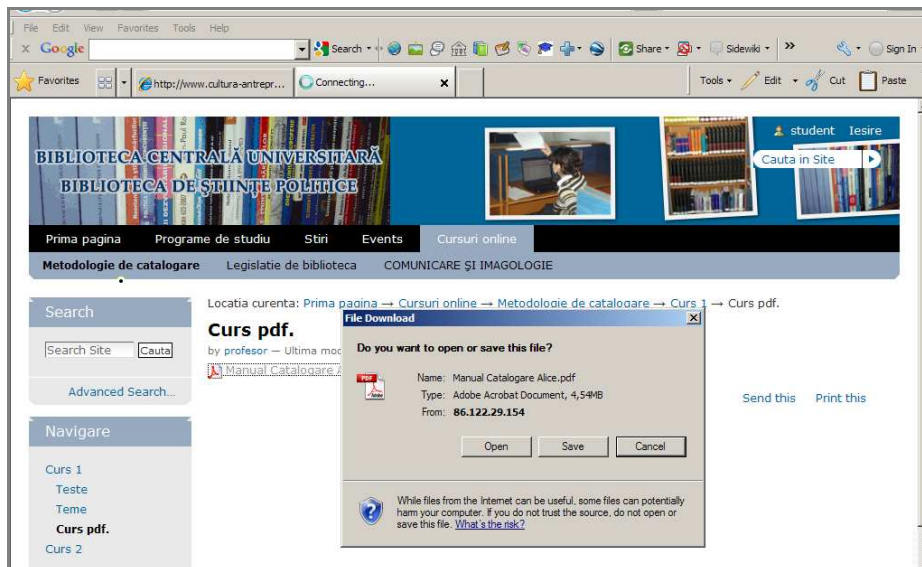 File Edit View Favorites Tools Help
x Google Search Share Sidewiki » Sign In
Favorites http://www.cultura-antrepr... Connecting... x Tools Edit Cut Paste
student Iesire
BIBLIOTECA CENTRALĂ UNIVERSITARĂ
Cauta in Site
BIBLIOTECA DE ȘTIINȚE POLITICE
Prima pagina Programe de studiu Stiri Events Cursuri online
Metodologie de catalogare Legislatie de biblioteca COMUNICARE ȘI IMAGOLOGIE
Locatia curenta: Prima pagina → Cursuri online → Metodologie de catalogare → Curs 1 → Curs pdf.
Search
Search Site Cauta
Advanced Search...
Navigare
Curs 1
Teste
Teme
Curs pdf.
Curs 2
Curs pdf.
by profesor — Ultima
Manual Catalogare
Send this Print this
File Download
Do you want to open or save this file?
Name: Manual Catalogare Alice.pdf
Type: Adobe Acrobat Document, 4,54MB
From: 86.122.29.154
Open Save Cancel
While files from the Internet can be useful, some files can potentially
harm your computer. If you do not trust the source, do not open or
save this file. What's the risk?